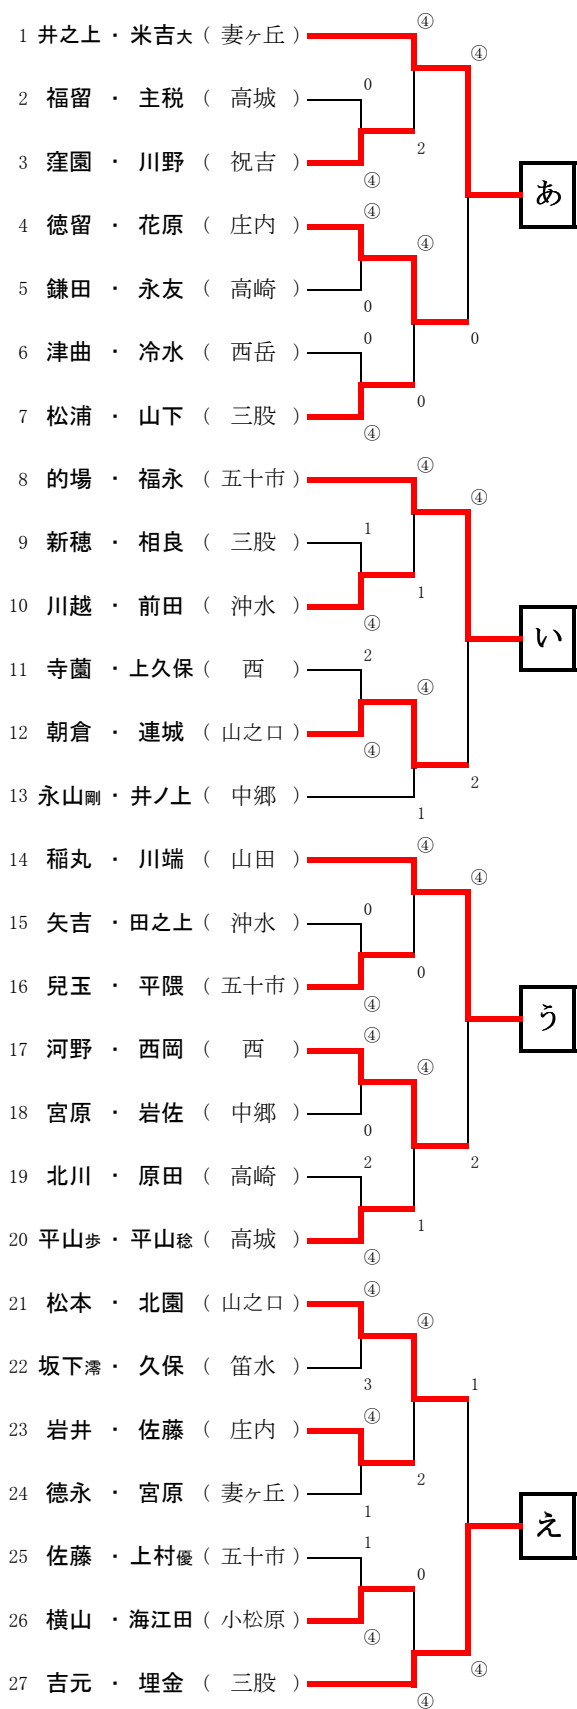 ④
1 井之上 ・ 米吉大 ( 妻ヶ丘 )
④
0
2 福留 ・ 主税 ( 高城 )
2
3 窪園 ・ 川野 ( 祝吉 )
④
あ
④
4 徳留 ・ 花原 ( 庄内 )
④
5 鎌田 ・ 永友 ( 高崎 )
0
0
0
6 津曲 ・ 冷水 ( 西岳 )
0
7 松浦 ・ 山下 ( 三股 )
④
④
8 的場 ・ 福永 ( 五十市 )
④
1
9 新穂 ・ 相良 ( 三股 )
1
10 川越 ・ 前田 ( 沖水 )
④
い
2
11 寺薗 ・ 上久保 ( 西 )
④
12 朝倉 ・ 連城 ( 山之口 )
④
2
13 永山剛 ・ 井ノ上 ( 中郷 )
1
④
14 稲丸 ・ 川端 ( 山田 )
④
0
15 矢吉 ・ 田之上 ( 沖水 )
0
16 兒玉 ・ 平隈 ( 五十市 )
④
う
④
17 河野 ・ 西岡 ( 西 )
④
18 宮原 ・ 岩佐 ( 中郷 )
0
2
2
19 北川 ・ 原田 ( 高崎 )
1
20 平山歩 ・ 平山稔 ( 高城 )
④
④
21 松本 ・ 北園 ( 山之口 )
④
22 坂下澪 ・ 久保 ( 笛水 )
3
1
④
23 岩井 ・ 佐藤 ( 庄内 )
2
24 德永 ・ 宮原 ( 妻ヶ丘 )
1
え
1
25 佐藤 ・ 上村優 ( 五十市 )
0
26 横山 ・ 海江田 ( 小松原 )
④
④
27 吉元 ・ 埋金 ( 三股 )
④